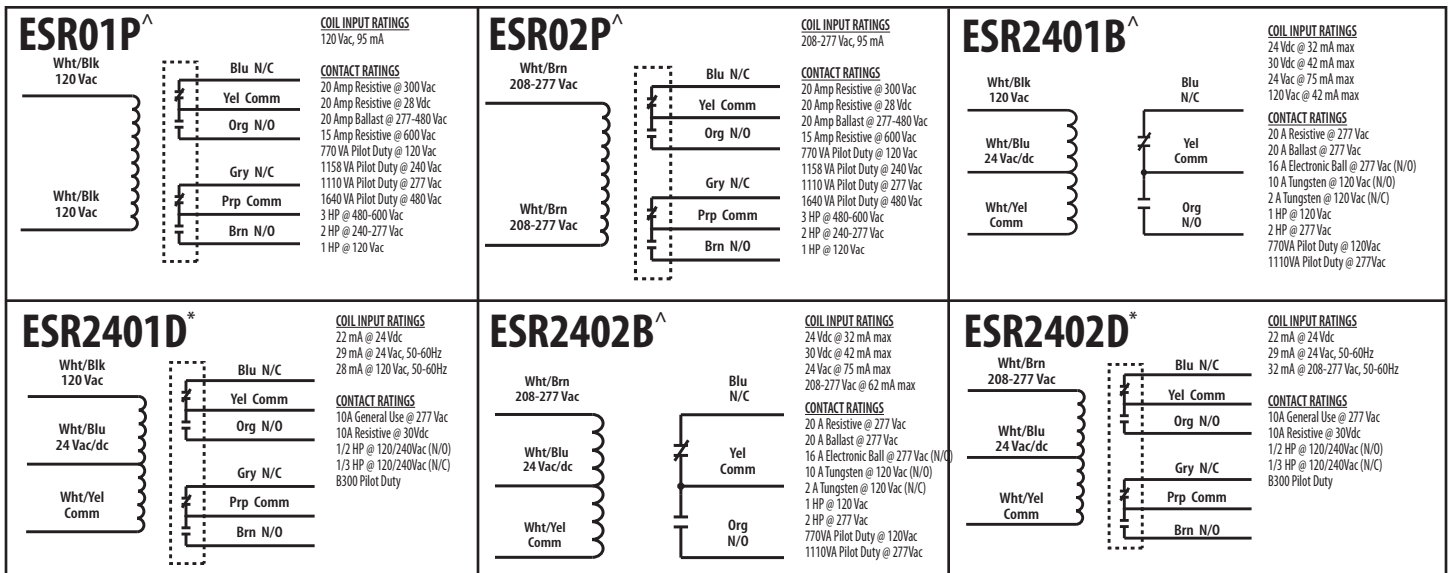 ESR01P^
Wht/Blk
120 Vac
Wht/Blk
120 Vac
Blu N/C
Yel Comm
Org N/O
Gry N/C
Prp Comm
Brn N/O
COIL INPUT RATINGS
120 Vac, 95 mA
CONTACT RATINGS
20 Amp Resistive @ 300 Vac
20 Amp Resistive @ 28 Vdc
20 Amp Ballast @ 277-480 Vac
15 Amp Resistive @ 600 Vac
770 VA Pilot Duty @ 120 Vac
1158 VA Pilot Duty @ 240 Vac
1110 VA Pilot Duty @ 277 Vac
1640 VA Pilot Duty @ 480 Vac
3 HP @ 480-600 Vac
2 HP @ 240-277 Vac
1 HP @ 120 Vac
ESR02P^
Wht/Brn
208-277 Vac
Wht/Brn
208-277 Vac
Blu N/C
Yel Comm
Org N/O
Gry N/C
Prp Comm
Brn N/O
COIL INPUT RATINGS
208-277 Vac, 95 mA
CONTACT RATINGS
20 Amp Resistive @ 300 Vac
20 Amp Resistive @ 28 Vdc
20 Amp Ballast @ 277-480 Vac
15 Amp Resistive @ 600 Vac
770 VA Pilot Duty @ 120 Vac
1158 VA Pilot Duty @ 240 Vac
1110 VA Pilot Duty @ 277 Vac
1640 VA Pilot Duty @ 480 Vac
3 HP @ 480-600 Vac
2 HP @ 240-277 Vac
1 HP @ 120 Vac
ESR2401B^
Wht/Blk
120 Vac
Wht/Blu
24 Vac/dc
Wht/Yel
Comm
Blu
N/C
Yel
Comm
Org
N/O
COIL INPUT RATINGS
24 Vdc @ 32 mA max
30 Vdc @ 42 mA max
24 Vac @ 75 mA max
120 Vac @ 42 mA max
CONTACT RATINGS
20 A Resistive @ 277 Vac
20 A Ballast @ 277 Vac
16 A Electronic Ball @ 277 Vac (N/O)
10 A Tungsten @ 120 Vac (N/O)
2 A Tungsten @ 120 Vac (N/C)
1 HP @ 120 Vac
2 HP @ 277 Vac
770VA Pilot Duty @ 120Vac
1110VA Pilot Duty @ 277Vac
ESR2401D*
Wht/Blk
120 Vac
Wht/Blu
24 Vac/dc
Wht/Yel
Comm
Blu N/C
Yel Comm
Org N/O
Gry N/C
Prp Comm
Brn N/O
COIL INPUT RATINGS
22 mA @ 24 Vdc
29 mA @ 24 Vac, 50-60Hz
28 mA @ 120 Vac, 50-60Hz
CONTACT RATINGS
10A General Use @ 277 Vac
10A Resistive @ 30Vdc
1/2 HP @ 120/240Vac (N/O)
1/3 HP @ 120/240Vac (N/C)
B300 Pilot Duty
ESR2402B^
Wht/Brn
208-277 Vac
Wht/Blu
24 Vac/dc
Wht/Yel
Comm
Blu
N/C
Yel
Comm
Org
N/O
COIL INPUT RATINGS
24 Vdc @ 32 mA max
30 Vdc @ 42 mA max
24 Vac @ 75 mA max
208-277 Vac @ 62 mA max
CONTACT RATINGS
20 A Resistive @ 277 Vac
20 A Ballast @ 277 Vac
16 A Electronic Ball @ 277 Vac (N/O)
10 A Tungsten @ 120 Vac (N/O)
2 A Tungsten @ 120 Vac (N/C)
1 HP @ 120 Vac
2 HP @ 277 Vac
770VA Pilot Duty @ 120Vac
1110VA Pilot Duty @ 277Vac
ESR2402D*
Wht/Brn
208-277 Vac
Wht/Blu
24 Vac/dc
Wht/Yel
Comm
Blu N/C
Yel Comm
Org N/O
Gry N/C
Prp Comm
Brn N/O
COIL INPUT RATINGS
22 mA @ 24 Vdc
29 mA @ 24 Vac, 50-60Hz
32 mA @ 208-277 Vac, 50-60Hz
CONTACT RATINGS
10A General Use @ 277 Vac
10A Resistive @ 30Vdc
1/2 HP @ 120/240Vac (N/O)
1/3 HP @ 120/240Vac (N/C)
B300 Pilot Duty